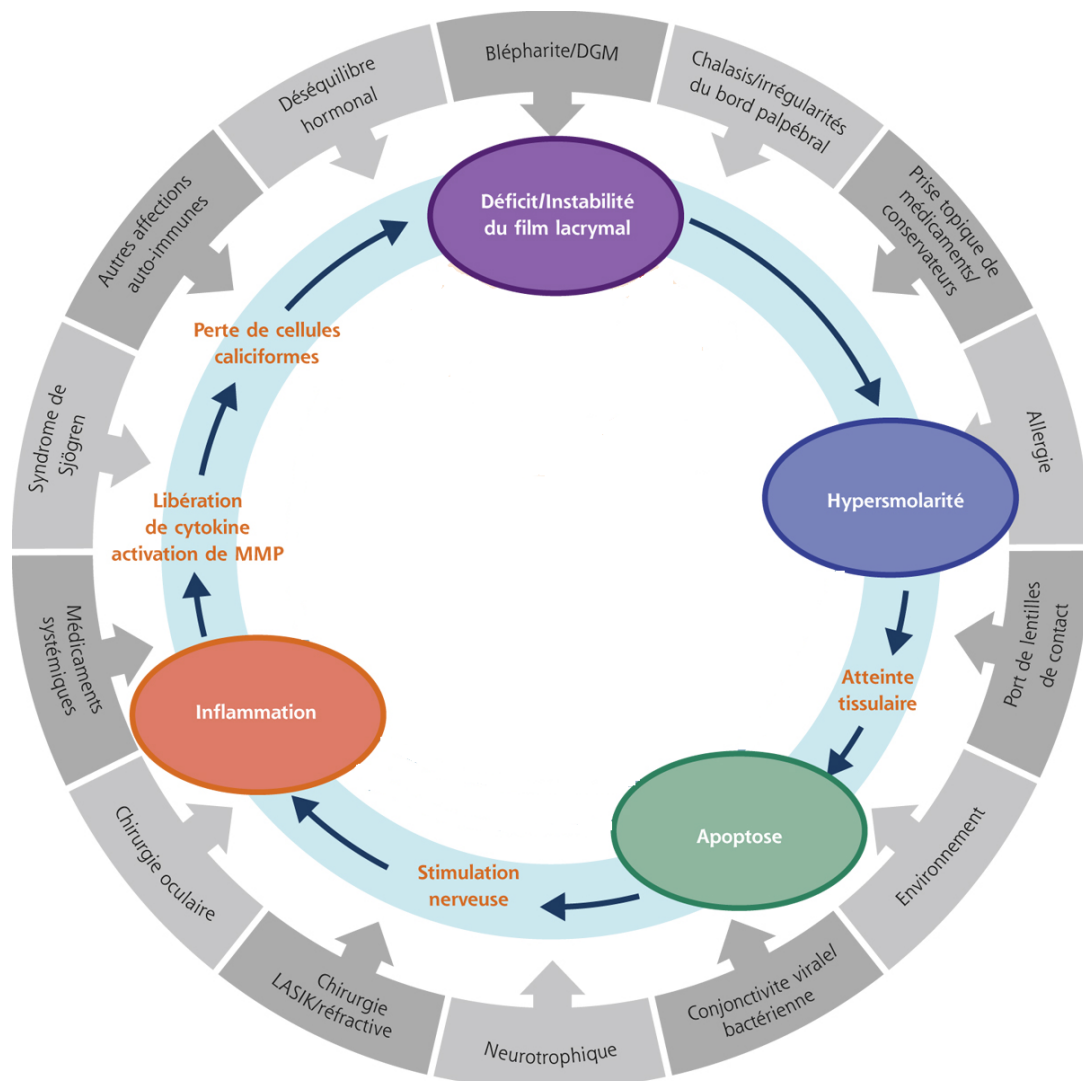 Blépharite/DGM
Chalasis/irrégularités
du bord palpébral
Prise topique de
médicaments/
conservateurs
Allergie
Port de lentilles
de contact
Environnement
Conjonctivite virale/
bactérienne
Neurotrophique
Chirurgie
LASIK/réfractive
Chirurgie oculaire
Médicaments
systémiques
Syndrome de
Sjögren
Autres affections
auto-immunes
Déséquilibre
hormonal
Déficit/Instabilité
du film lacrymal
Hypersmolarité
Atteinte
tissulaire
Apoptose
Stimulation
nerveuse
Inflammation
Libération
de cytokine
activation de MMP
Perte de cellules
caliciformes